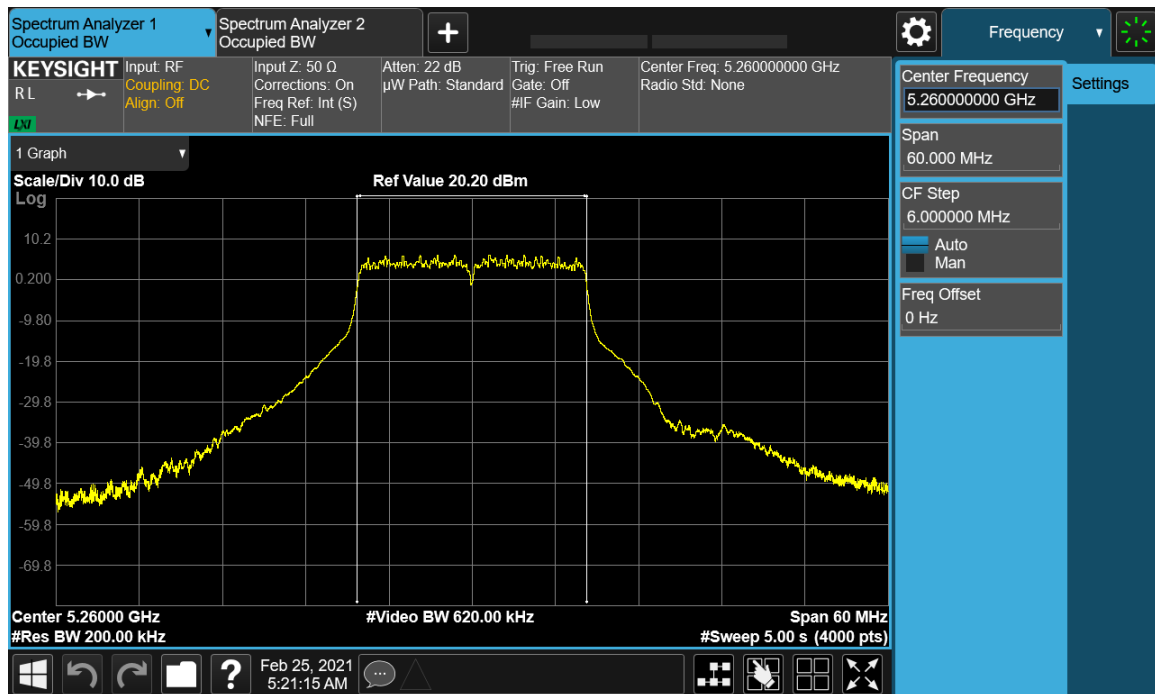 Spectrum Analyzer 1
Occupied BW
Spectrum Analyzer 2
Occupied BW
Frequency
KEYSIGHT
RL
LXI
Input: RF
Coupling: DC
Align: Off
Input Z: 50 Ω
Corrections: On
Freq Ref: Int (S)
NFE: Full
Atten: 22 dB
µW Path: Standard
Trig: Free Run
Gate: Off
#IF Gain: Low
Center Freq: 5.260000000 GHz
Radio Std: None
Center Frequency
5.260000000 GHz
Settings
Span
60.000 MHz
CF Step
6.000000 MHz
Auto
Man
Freq Offset
0 Hz
1 Graph
Scale/Div 10.0 dB
Ref Value 20.20 dBm
Log
10.2
0.200
-9.80
-19.8
-29.8
-39.8
-49.8
-59.8
-69.8
Center 5.26000 GHz
#Video BW 620.00 kHz
Span 60 MHz
#Res BW 200.00 kHz
#Sweep 5.00 s (4000 pts)
?
Feb 25, 2021
5:21:15 AM